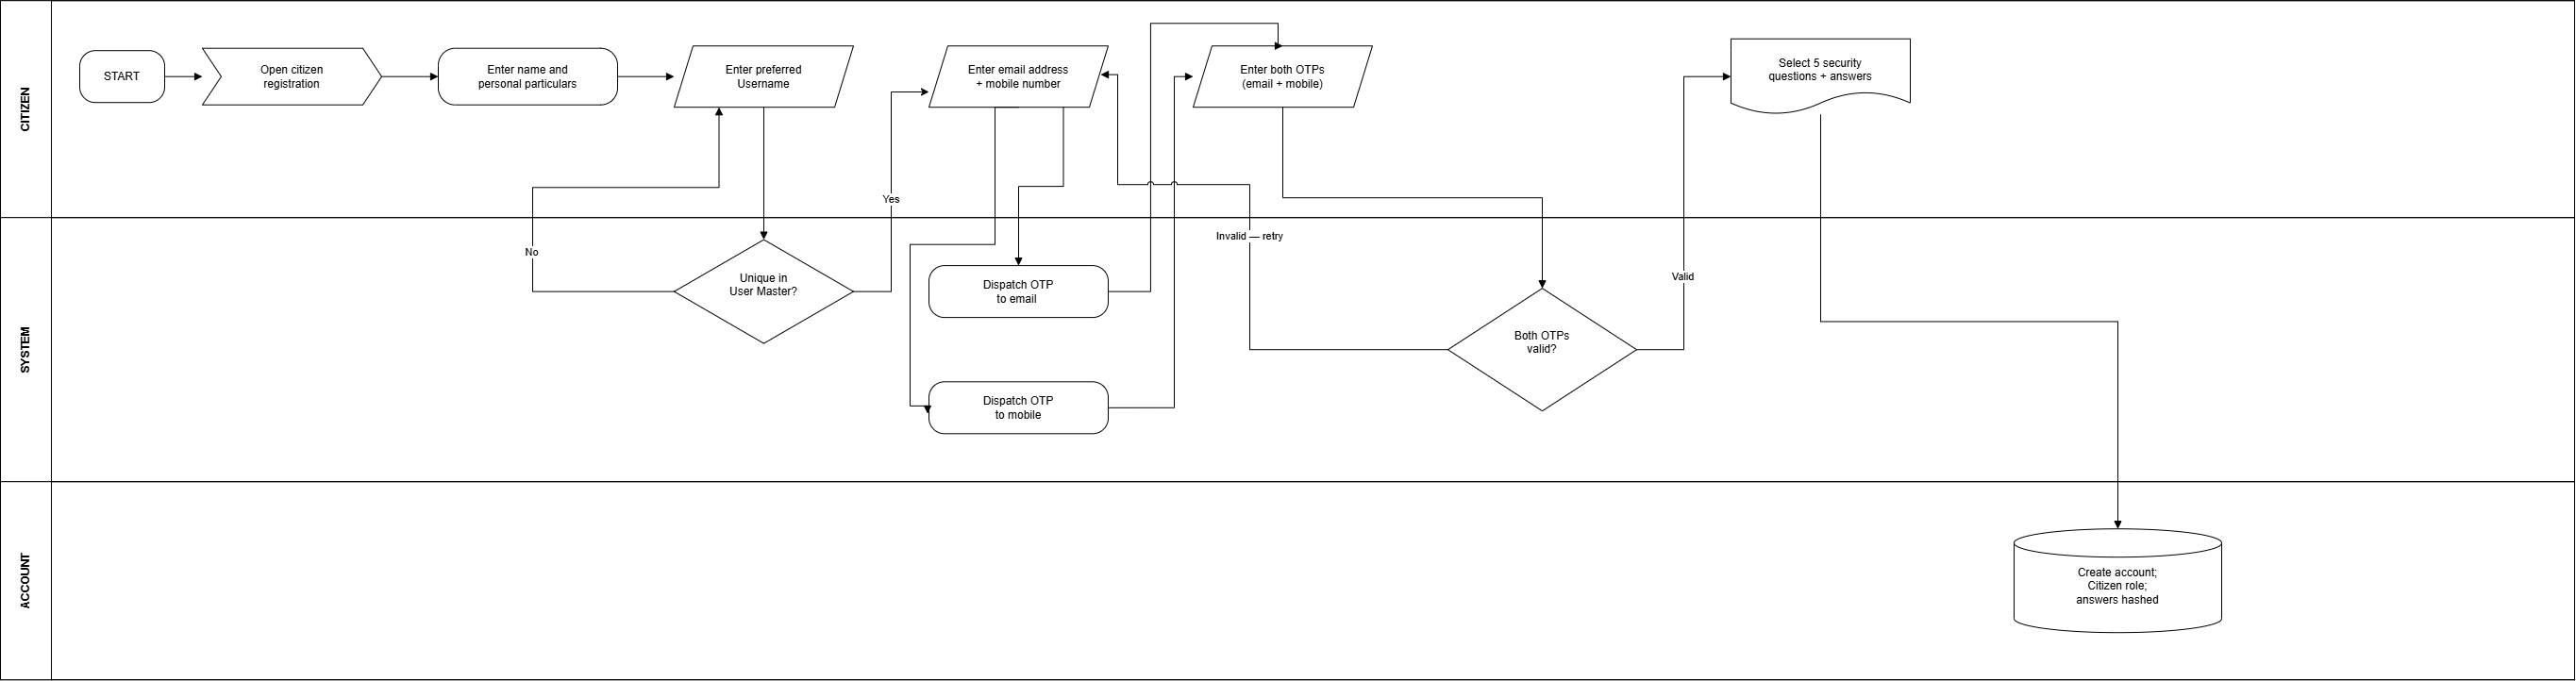 CITIZEN
START
Open citizen
registration
Enter name and
personal particulars
Enter preferred
Username
Enter email address
+ mobile number
Enter both OTPs
(email + mobile)
Select 5 security
questions + answers
Yes
No
Invalid — retry
Valid
SYSTEM
Unique in
User Master?
Dispatch OTP
to email
Dispatch OTP
to mobile
Both OTPs
valid?
ACCOUNT
Create account;
Citizen role;
answers hashed